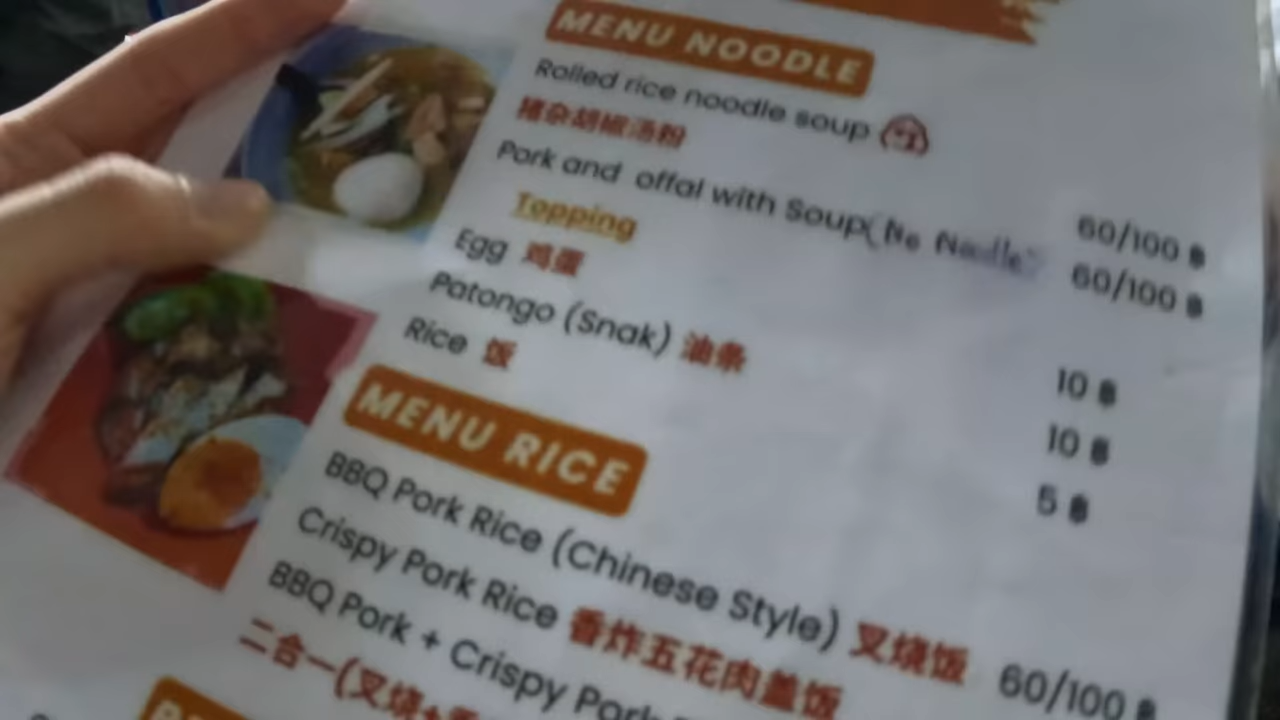 MENU NOODLE
Rolled rice noodle soup
猪杂胡椒汤粉 60/100 ฿
Pork and offal with Soup (No Noodle) 60/100 ฿
Topping
Egg 鸡蛋 10 ฿
Patongo (Snak) 油条 10 ฿
Rice 饭 5 ฿
MENU RICE
BBQ Pork Rice (Chinese Style) 叉烧饭 60/100 ฿
Crispy Pork Rice 香炸五花肉盖饭
BBQ Pork + Crispy Pork
二合一(叉烧+香